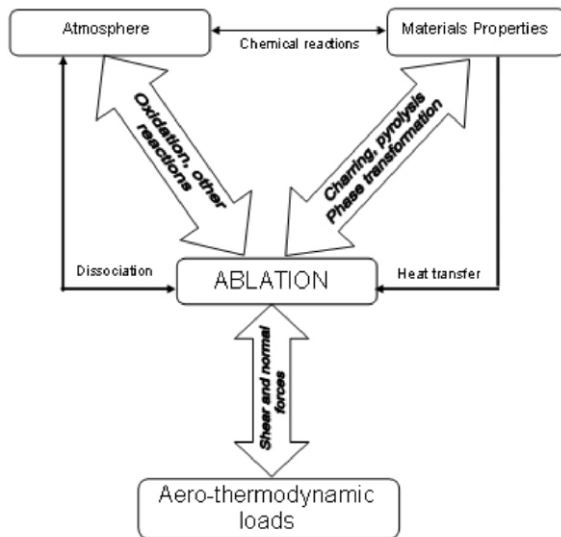 Atmosphere
Chemical reactions
Materials Properties
Oxidation, other
reactions
Charring, pyrolysis
Phase transformation
Dissociation
ABLATION
Heat transfer
Shear and normal
forces
Aero-thermodynamic
loads